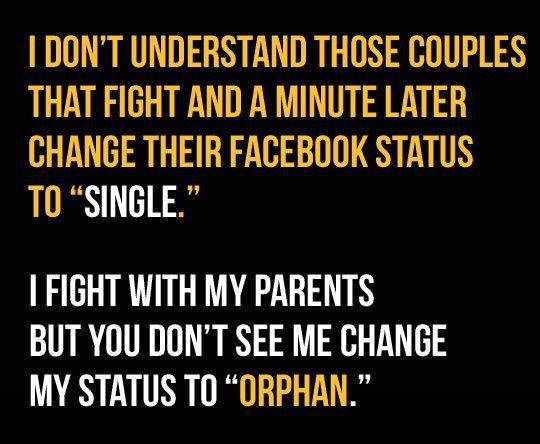 I DON’T UNDERSTAND THOSE COUPLES
THAT FIGHT AND A MINUTE LATER
CHANGE THEIR FACEBOOK STATUS
TO “SINGLE.”
I FIGHT WITH MY PARENTS
BUT YOU DON’T SEE ME CHANGE
MY STATUS TO “ORPHAN.”